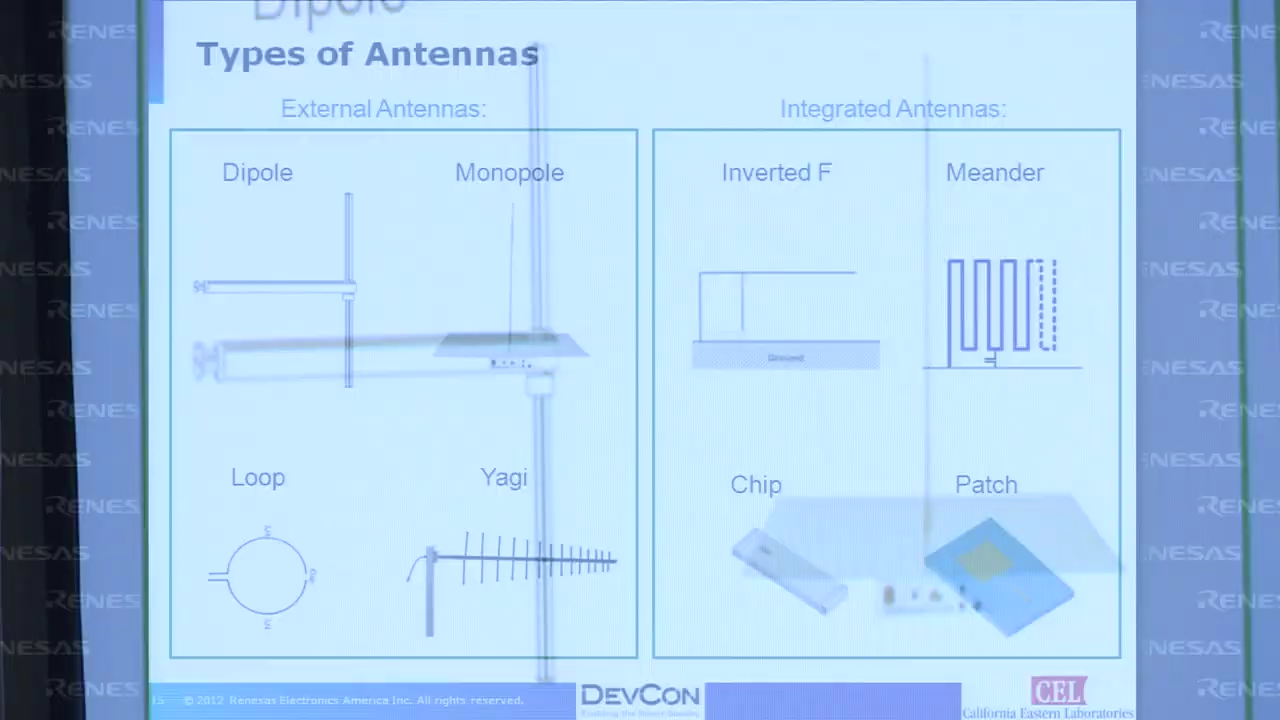 Dipole
Types of Antennas
External Antennas:
Integrated Antennas:
Dipole
Monopole
Inverted F
Meander
Ground
Loop
Yagi
Chip
Patch
15
© 2012 Renesas Electronics America Inc. All rights reserved.
DEVCON
CEL
California Eastern Laboratories
RENESAS